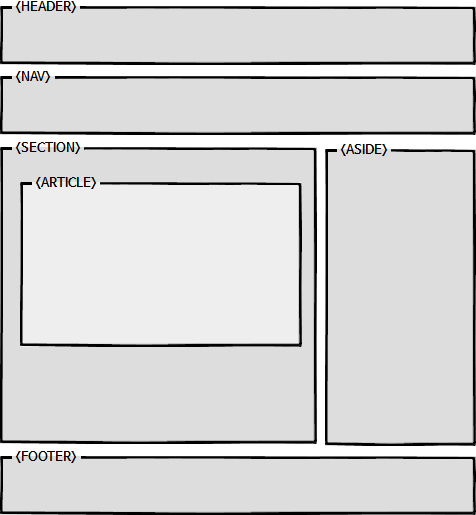 ⟨HEADER⟩
⟨NAV⟩
⟨SECTION⟩
⟨ASIDE⟩
⟨ARTICLE⟩
⟨FOOTER⟩